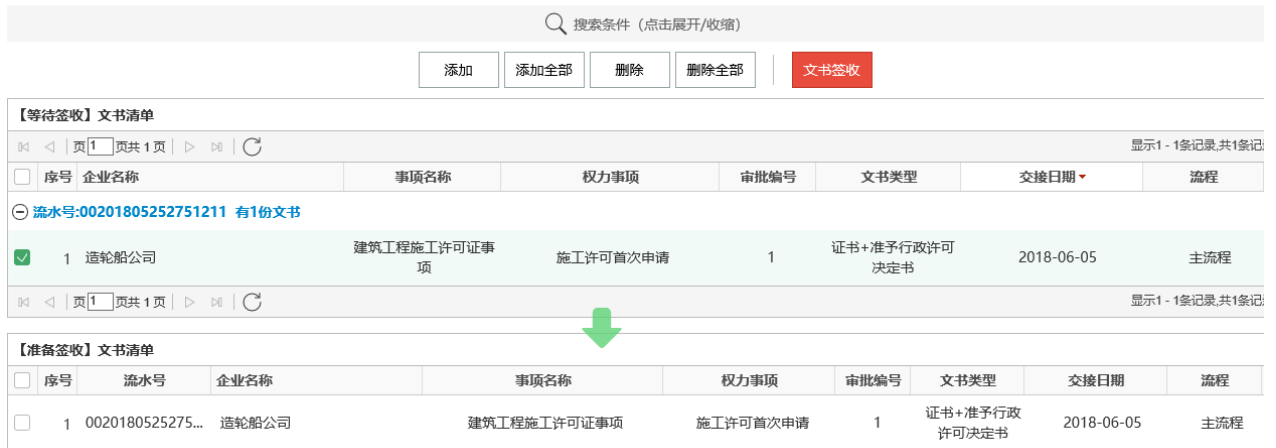 搜索条件（点击展开/收缩）
添加 添加全部 删除 删除全部 文书签收
【等待签收】文书清单
页 1 页共 1 页 显示1 - 1条记录,共1条记
序号 企业名称 事项名称 权力事项 审批编号 文书类型 交接日期 流程
流水号:00201805252751211 有1份文书
1 造轮船公司 建筑工程施工许可证事 施工许可首次申请 1 证书+准予行政许可 2018-06-05 主流程
项 决定书
页 1 页共 1 页 显示1 - 1条记录,共1条记
【准备签收】文书清单
序号 流水号 企业名称 事项名称 权力事项 审批编号 文书类型 交接日期 流程
1 0020180525275... 造轮船公司 建筑工程施工许可证事项 施工许可首次申请 1 证书+准予行政 2018-06-05 主流程
许可决定书